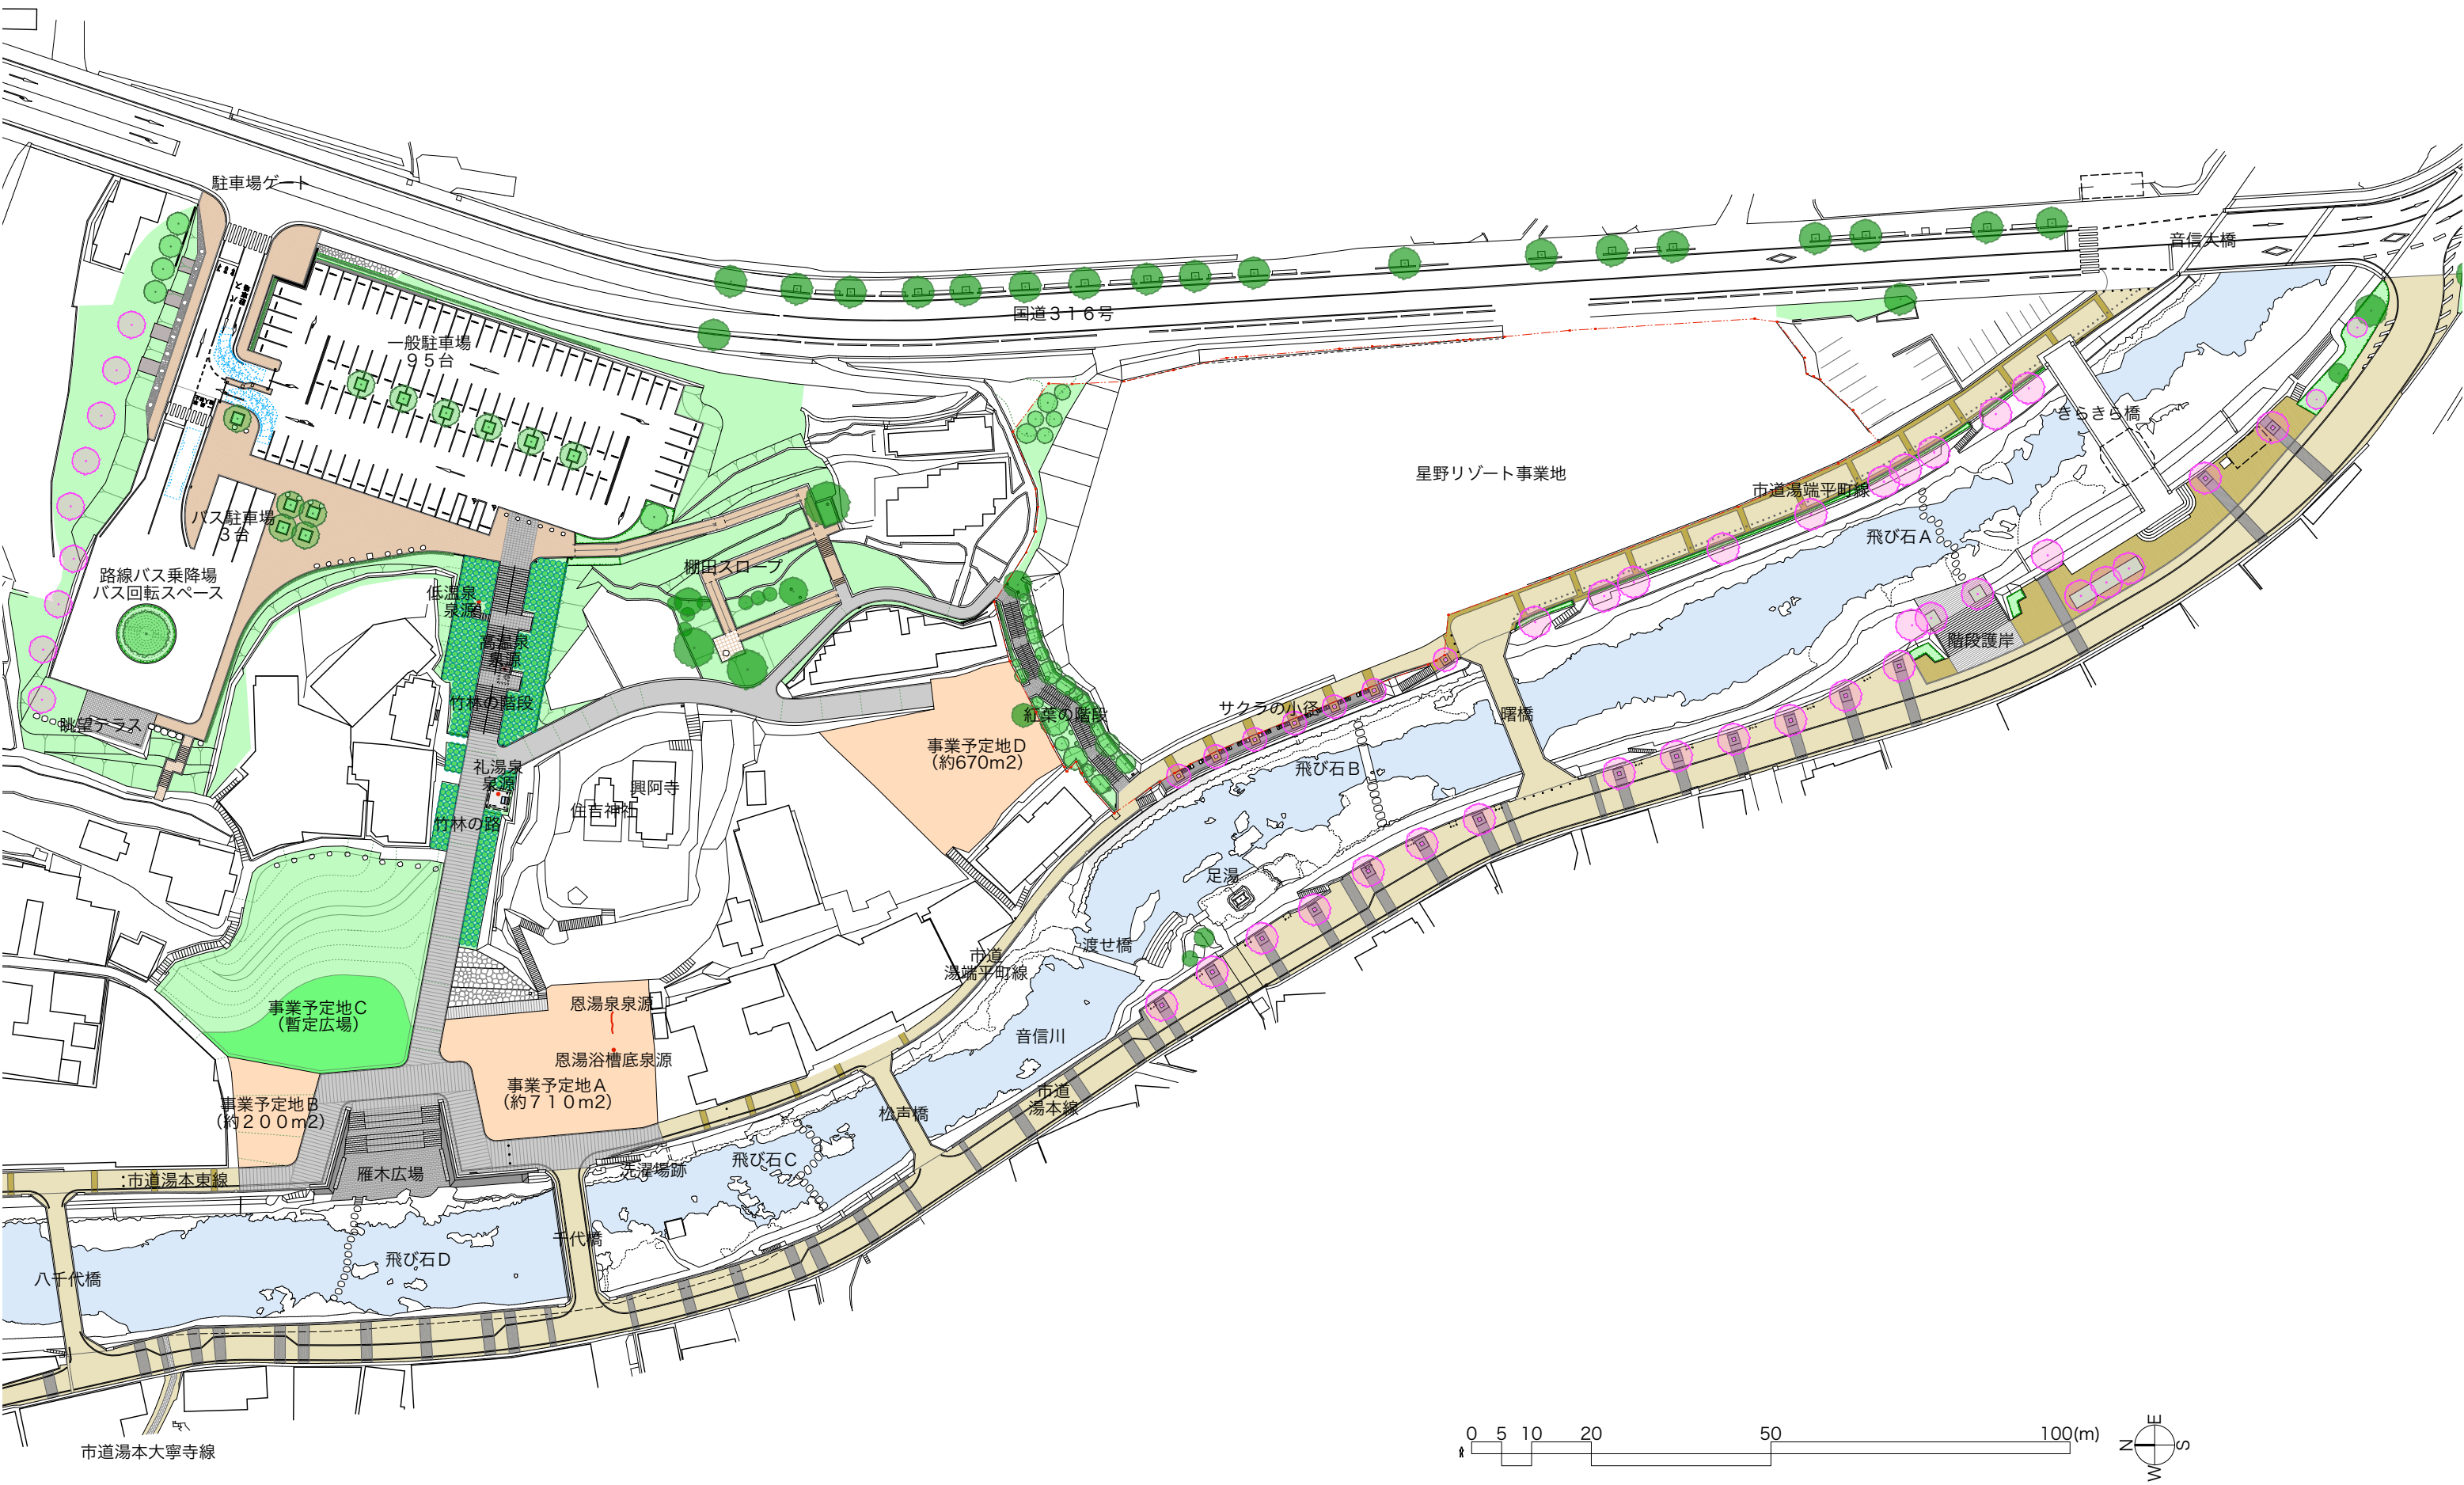 駐車場ゲート
音信大橋
国道３１６号
一般駐車場
９５台
きらきら橋
星野リゾート事業地
市道湯端平町線
バス駐車場
３台
飛び石Ａ
棚田スロープ
路線バス乗降場
バス回転スペース
低温泉
泉源
高温泉
泉源
階段護岸
竹林の階段
眺望テラス
紅葉の階段
サクラの小径
曙橋
事業予定地Ｄ
（約670m2）
礼湯泉
泉源
飛び石Ｂ
興阿寺
住吉神社
竹林の路
足湯
渡せ橋
市道
湯端平町線
事業予定地Ｃ
（暫定広場）
恩湯泉泉源
音信川
恩湯浴槽底泉源
事業予定地Ａ
（約７１０m2）
事業予定地Ｂ
（約２００m2）
市道
湯本線
松声橋
飛び石Ｃ
洗濯場跡
雁木広場
市道湯本東線
千代橋
飛び石Ｄ
八千代橋
市道湯本大寧寺線
0 5 10 20 50 100(m)
E
N
S
W